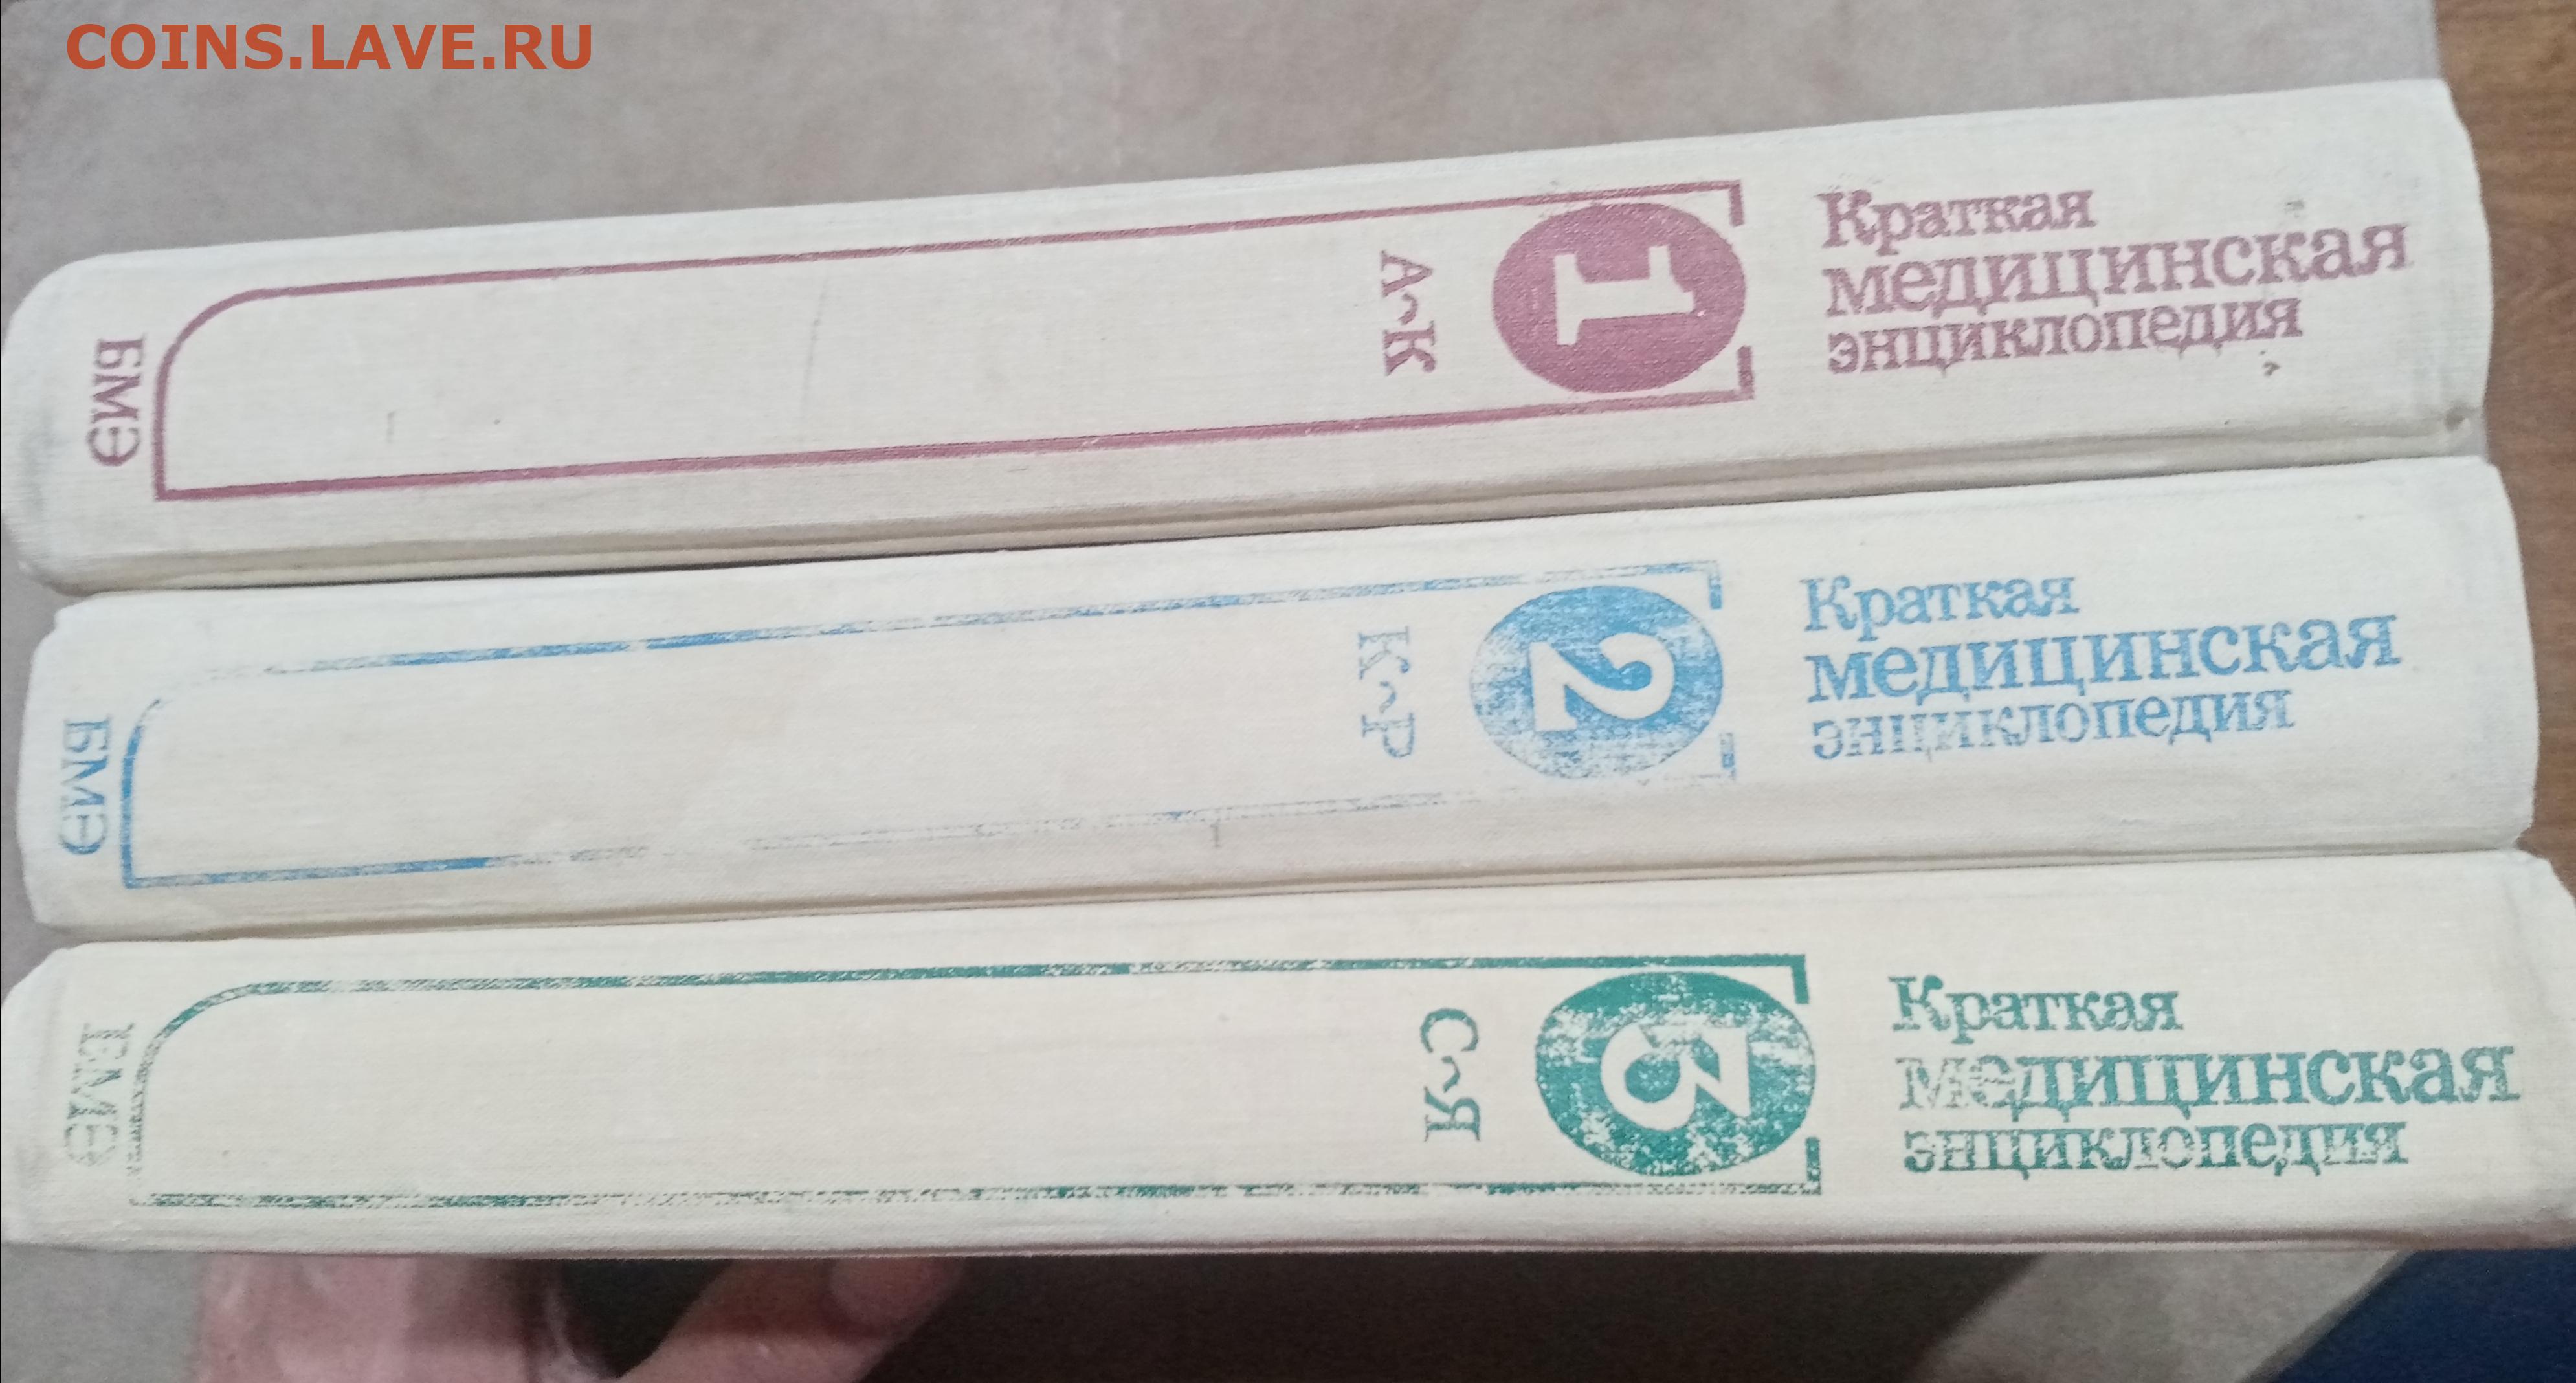 COINS.LAVE.RU
Краткая
медицинская
энциклопедия
1
А~К
БМЭ
Краткая
медицинская
энциклопедия
2
К~Р
БМЭ
Краткая
медицинская
энциклопедия
3
С~Я
БМЭ